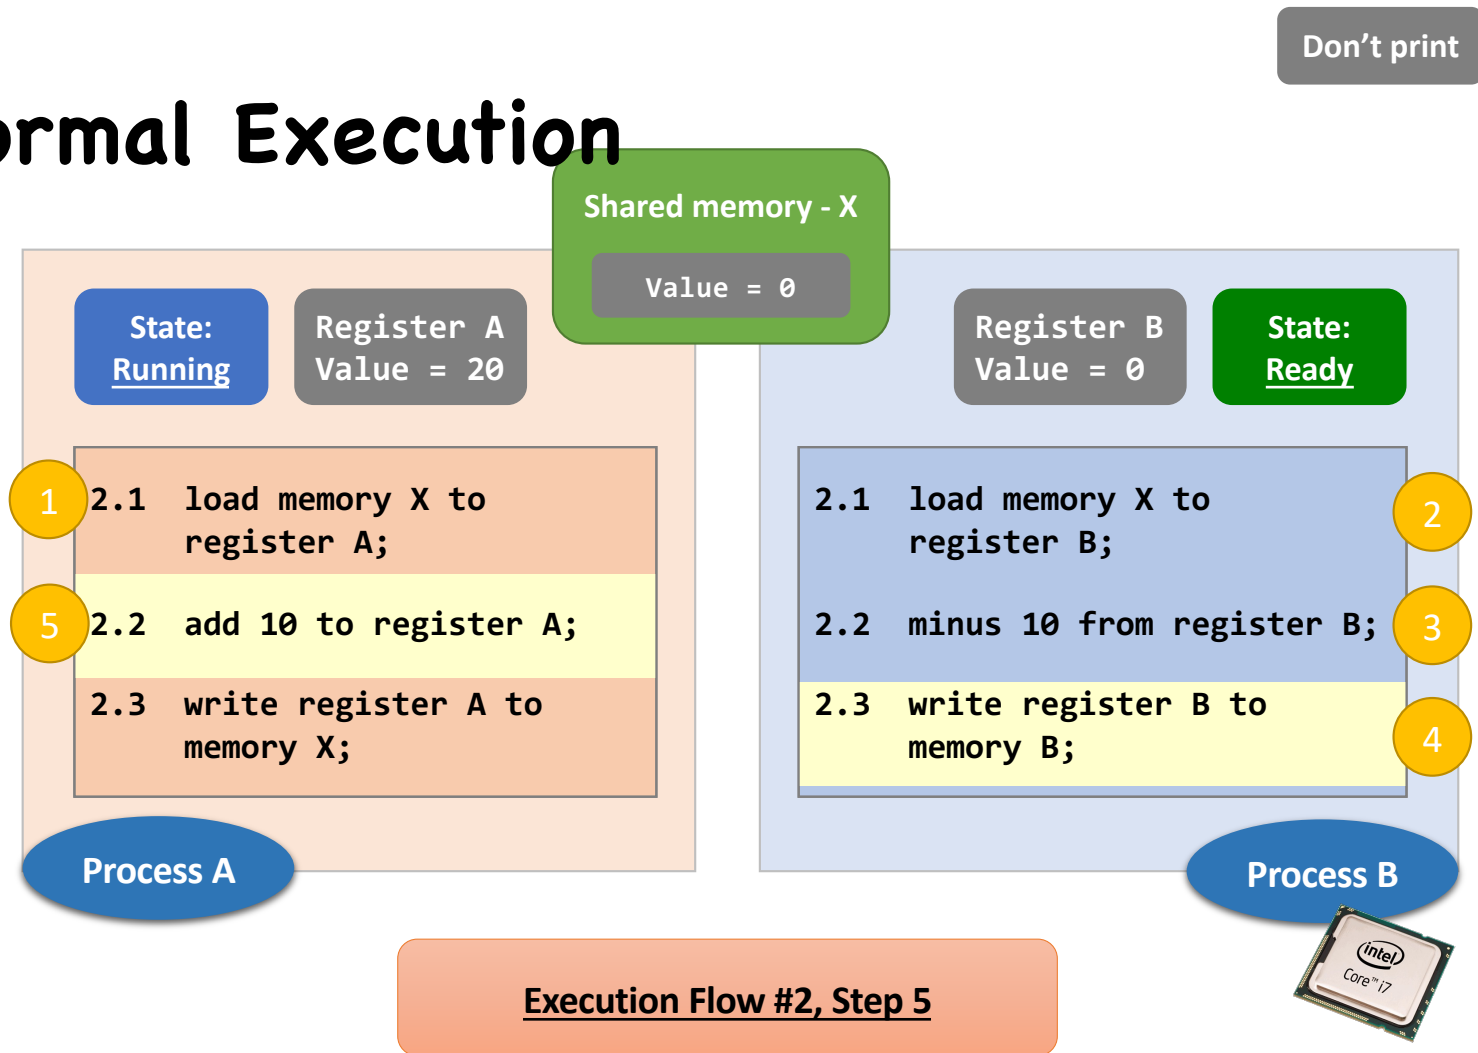 Don't print
ormal Execution
Shared memory - X
Value = 0
State:
Running
Register A
Value = 20
Register B
Value = 0
State:
Ready
1
2.1 load memory X to
register A;
5
2.2 add 10 to register A;
2.3 write register A to
memory X;
2.1 load memory X to
register B;
2
2.2 minus 10 from register B;
3
2.3 write register B to
memory B;
4
Process A
Process B
intel
Core™ i7
Execution Flow #2, Step 5